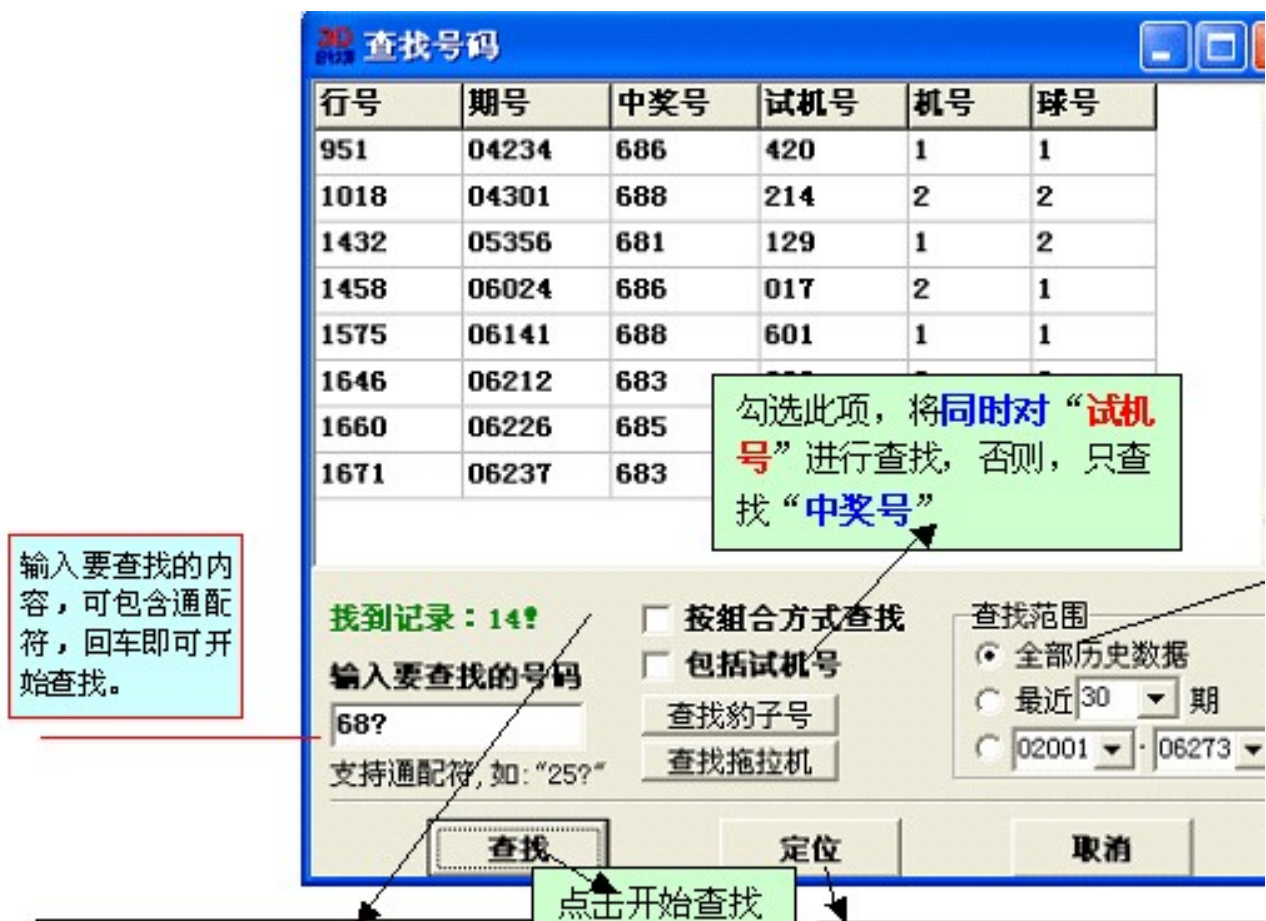 查找号码
行号 期号 中奖号 试机号 机号 球号
951 04234 686 420 1 1
1018 04301 688 214 2 2
1432 05356 681 129 1 2
1458 06024 686 017 2 1
1575 06141 688 601 1 1
1646 06212 683
1660 06226 685
1671 06237 683
勾选此项，将同时对“试机
号”进行查找，否则，只查
找“中奖号”
输入要查找的内
容，可包含通配
符，回车即可开
始查找。
找到记录：14!
输入要查找的号码
68?
支持通配符,如:"25?"
按组合方式查找
包括试机号
查找豹子号
查找拖拉机
查找范围
全部历史数据
最近 30 期
02001 - 06273
查找 定位 取消
点击开始查找